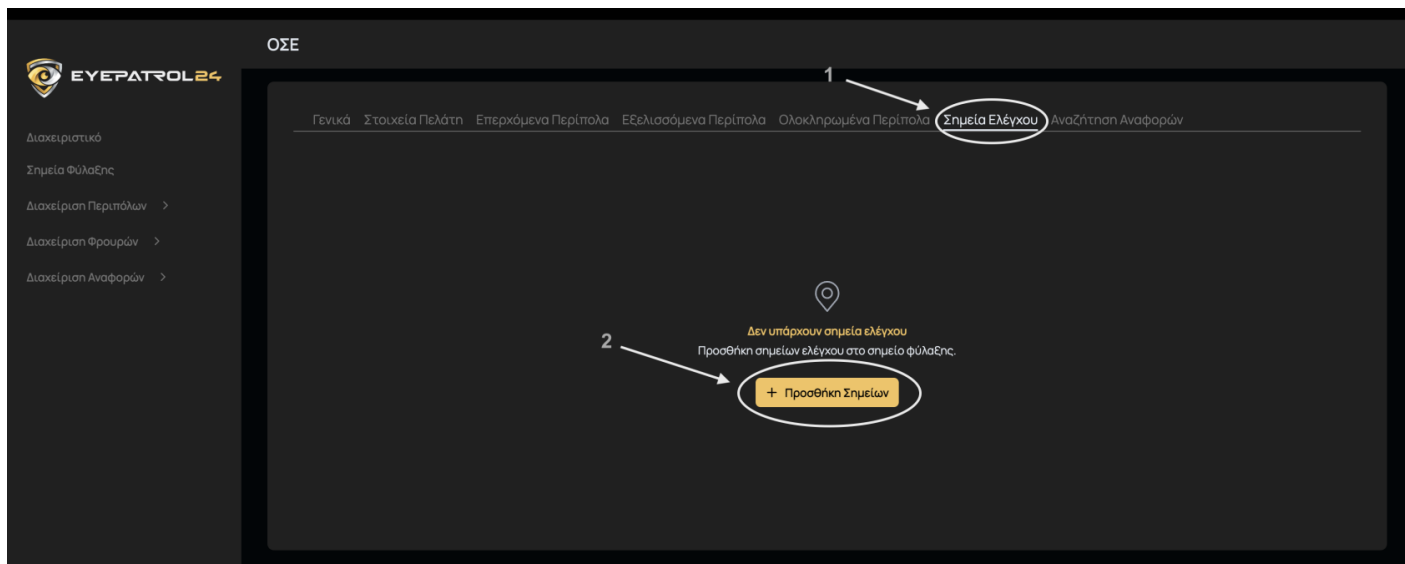 ΟΣΕ
EYEPATROL24
1
Γενικά Στοιχεία Πελάτη Επερχόμενα Περίπολα Εξελισσόμενα Περίπολα Ολοκληρωμένα Περίπολα Σημεία Ελέγχου Αναζήτηση Αναφορών
Διαχειριστικό
Σημεία Φύλαξης
Διαχείριση Περιπόλων >
Διαχείριση Φρουρών >
Διαχείριση Αναφορών >
Δεν υπάρχουν σημεία ελέγχου
2
Προσθήκη σημείων ελέγχου στο σημείο φύλαξης.
+ Προσθήκη Σημείων